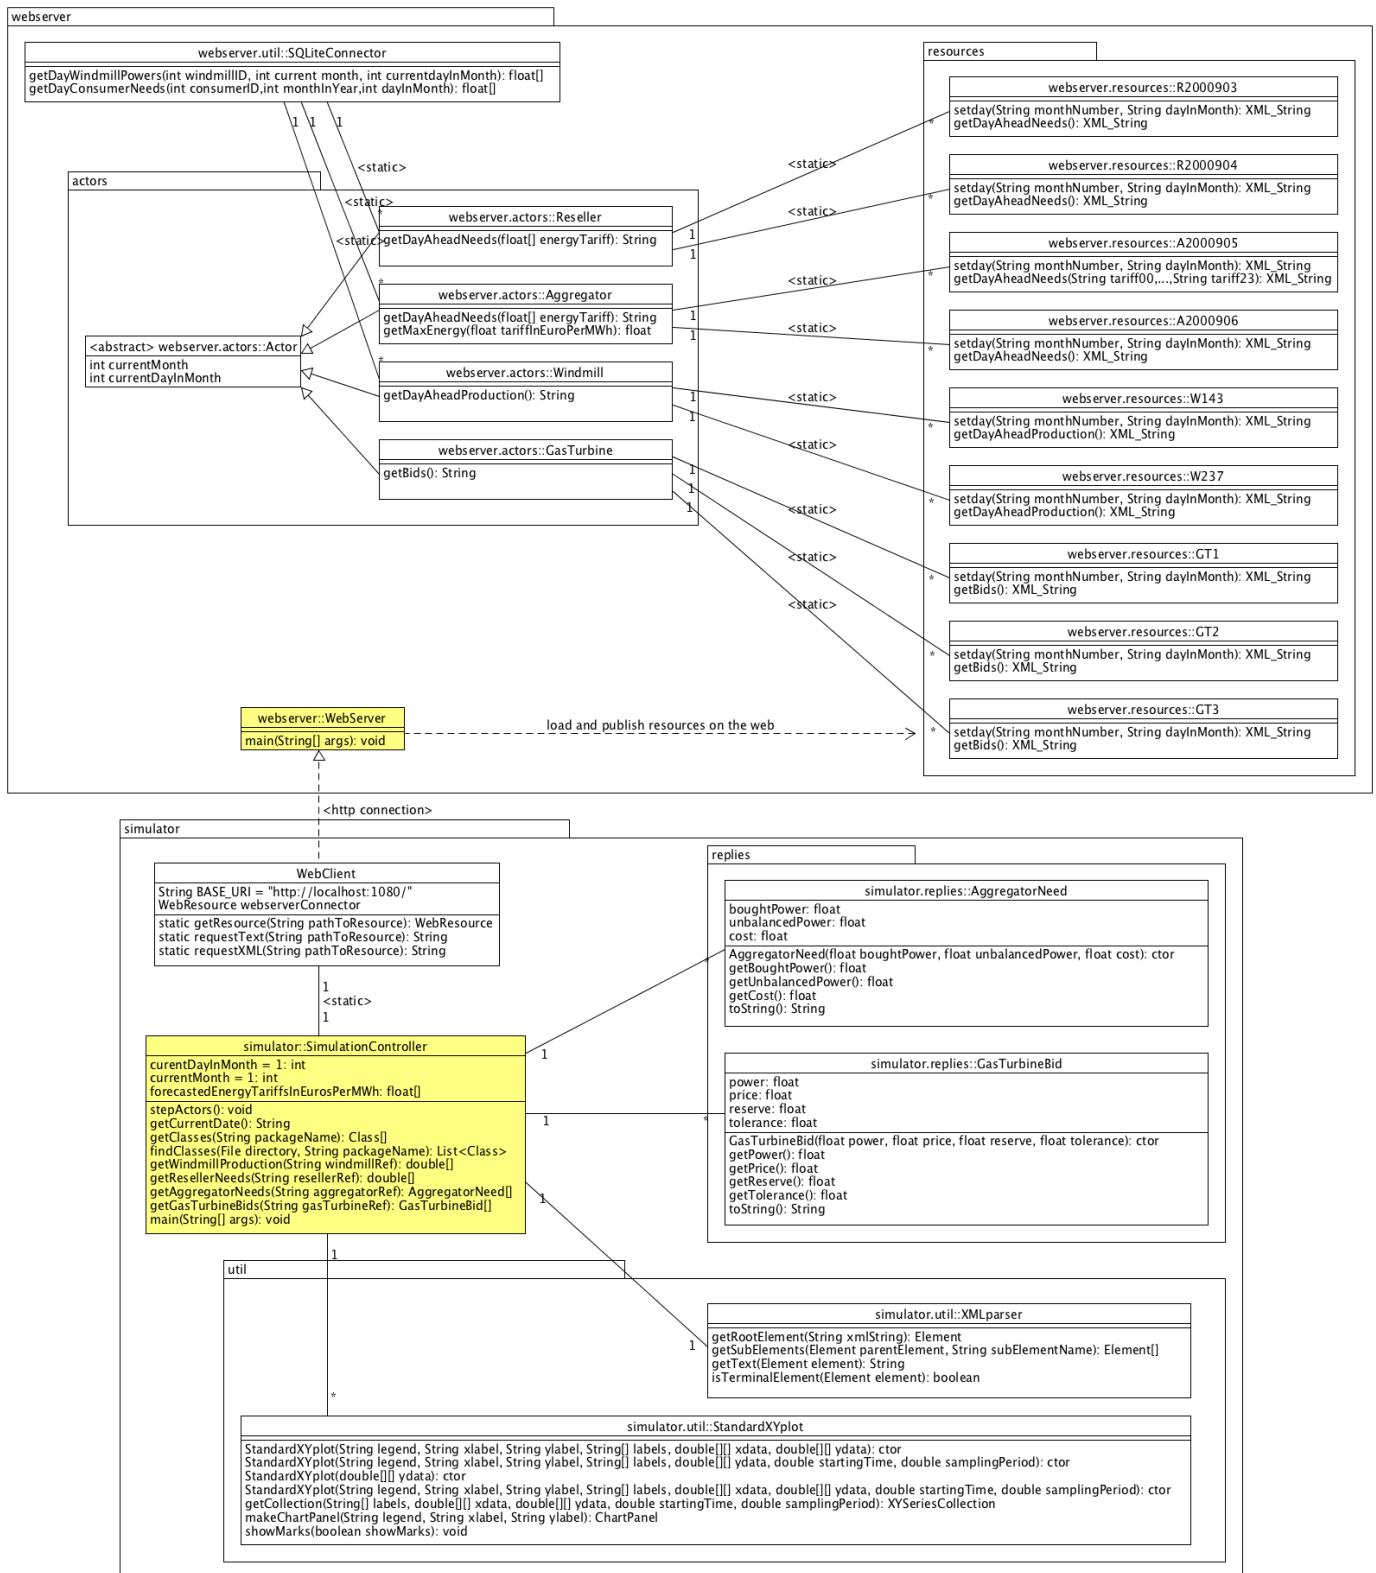 webserver
webserver.util::SQLiteConnector
getDayWindmillPowers(int windmillID, int current month, int currentdayInMonth): float[]
getDayConsumerNeeds(int consumerID,int monthInYear,int dayInMonth): float[]
1
1
1
<static>
<static>
<static>
actors
webserver.actors::Reseller
getDayAheadNeeds(float[] energyTariff): String
*
1
1
webserver.actors::Aggregator
getDayAheadNeeds(float[] energyTariff): String
getMaxEnergy(float tariffInEuroPerMWh): float
*
1
1
<abstract> webserver.actors::Actor
int currentMonth
int currentDayInMonth
webserver.actors::Windmill
getDayAheadProduction(): String
*
1
1
webserver.actors::GasTurbine
getBids(): String
1
1
1
<static>
<static>
<static>
<static>
<static>
<static>
<static>
<static>
<static>
resources
webserver.resources::R2000903
setday(String monthNumber, String dayInMonth): XML_String
getDayAheadNeeds(): XML_String
*
webserver.resources::R2000904
setday(String monthNumber, String dayInMonth): XML_String
getDayAheadNeeds(): XML_String
*
webserver.resources::A2000905
setday(String monthNumber, String dayInMonth): XML_String
getDayAheadNeeds(String tariff00,...,String tariff23): XML_String
*
webserver.resources::A2000906
setday(String monthNumber, String dayInMonth): XML_String
getDayAheadNeeds(): XML_String
*
webserver.resources::W143
setday(String monthNumber, String dayInMonth): XML_String
getDayAheadProduction(): XML_String
*
webserver.resources::W237
setday(String monthNumber, String dayInMonth): XML_String
getDayAheadProduction(): XML_String
*
webserver.resources::GT1
setday(String monthNumber, String dayInMonth): XML_String
getBids(): XML_String
*
webserver.resources::GT2
setday(String monthNumber, String dayInMonth): XML_String
getBids(): XML_String
*
webserver.resources::GT3
setday(String monthNumber, String dayInMonth): XML_String
getBids(): XML_String
*
webserver::WebServer
main(String[] args): void
load and publish resources on the web
<http connection>
simulator
WebClient
String BASE_URI = "http://localhost:1080/"
WebResource webserverConnector
static getResource(String pathToResource): WebResource
static requestText(String pathToResource): String
static requestXML(String pathToResource): String
1
<static>
1
simulator::SimulationController
curentDayInMonth = 1: int
currentMonth = 1: int
forecastedEnergyTariffsInEurosPerMWh: float[]
stepActors(): void
getCurrentDate(): String
getClasses(String packageName): Class[]
findClasses(File directory, String packageName): List<Class>
getWindmillProduction(String windmillRef): double[]
getResellerNeeds(String resellerRef): double[]
getAggregatorNeeds(String aggregatorRef): AggregatorNeed[]
getGasTurbineBids(String gasTurbineRef): GasTurbineBid[]
main(String[] args): void
1
1
1
1
replies
simulator.replies::AggregatorNeed
boughtPower: float
unbalancedPower: float
cost: float
AggregatorNeed(float boughtPower, float unbalancedPower, float cost): ctor
getBoughtPower(): float
getUnbalancedPower(): float
getCost(): float
toString(): String
*
simulator.replies::GasTurbineBid
power: float
price: float
reserve: float
tolerance: float
GasTurbineBid(float power, float price, float reserve, float tolerance): ctor
getPower(): float
getPrice(): float
getReserve(): float
getTolerance(): float
toString(): String
*
util
simulator.util::XMLparser
getRootElement(String xmlString): Element
getSubElements(Element parentElement, String subElementName): Element[]
getText(Element element): String
isTerminalElement(Element element): boolean
1
*
simulator.util::StandardXYplot
StandardXYplot(String legend, String xlabel, String ylabel, String[] labels, double[][] xdata, double[][] ydata): ctor
StandardXYplot(String legend, String xlabel, String ylabel, String[] labels, double[][] ydata, double startingTime, double samplingPeriod): ctor
StandardXYplot(double[][] ydata): ctor
StandardXYplot(String legend, String xlabel, String ylabel, String[] labels, double[][] xdata, double[][] ydata, double startingTime, double samplingPeriod): ctor
getCollection(String[] labels, double[][] xdata, double[][] ydata, double startingTime, double samplingPeriod): XYSeriesCollection
makeChartPanel(String legend, String xlabel, String ylabel): ChartPanel
showMarks(boolean showMarks): void